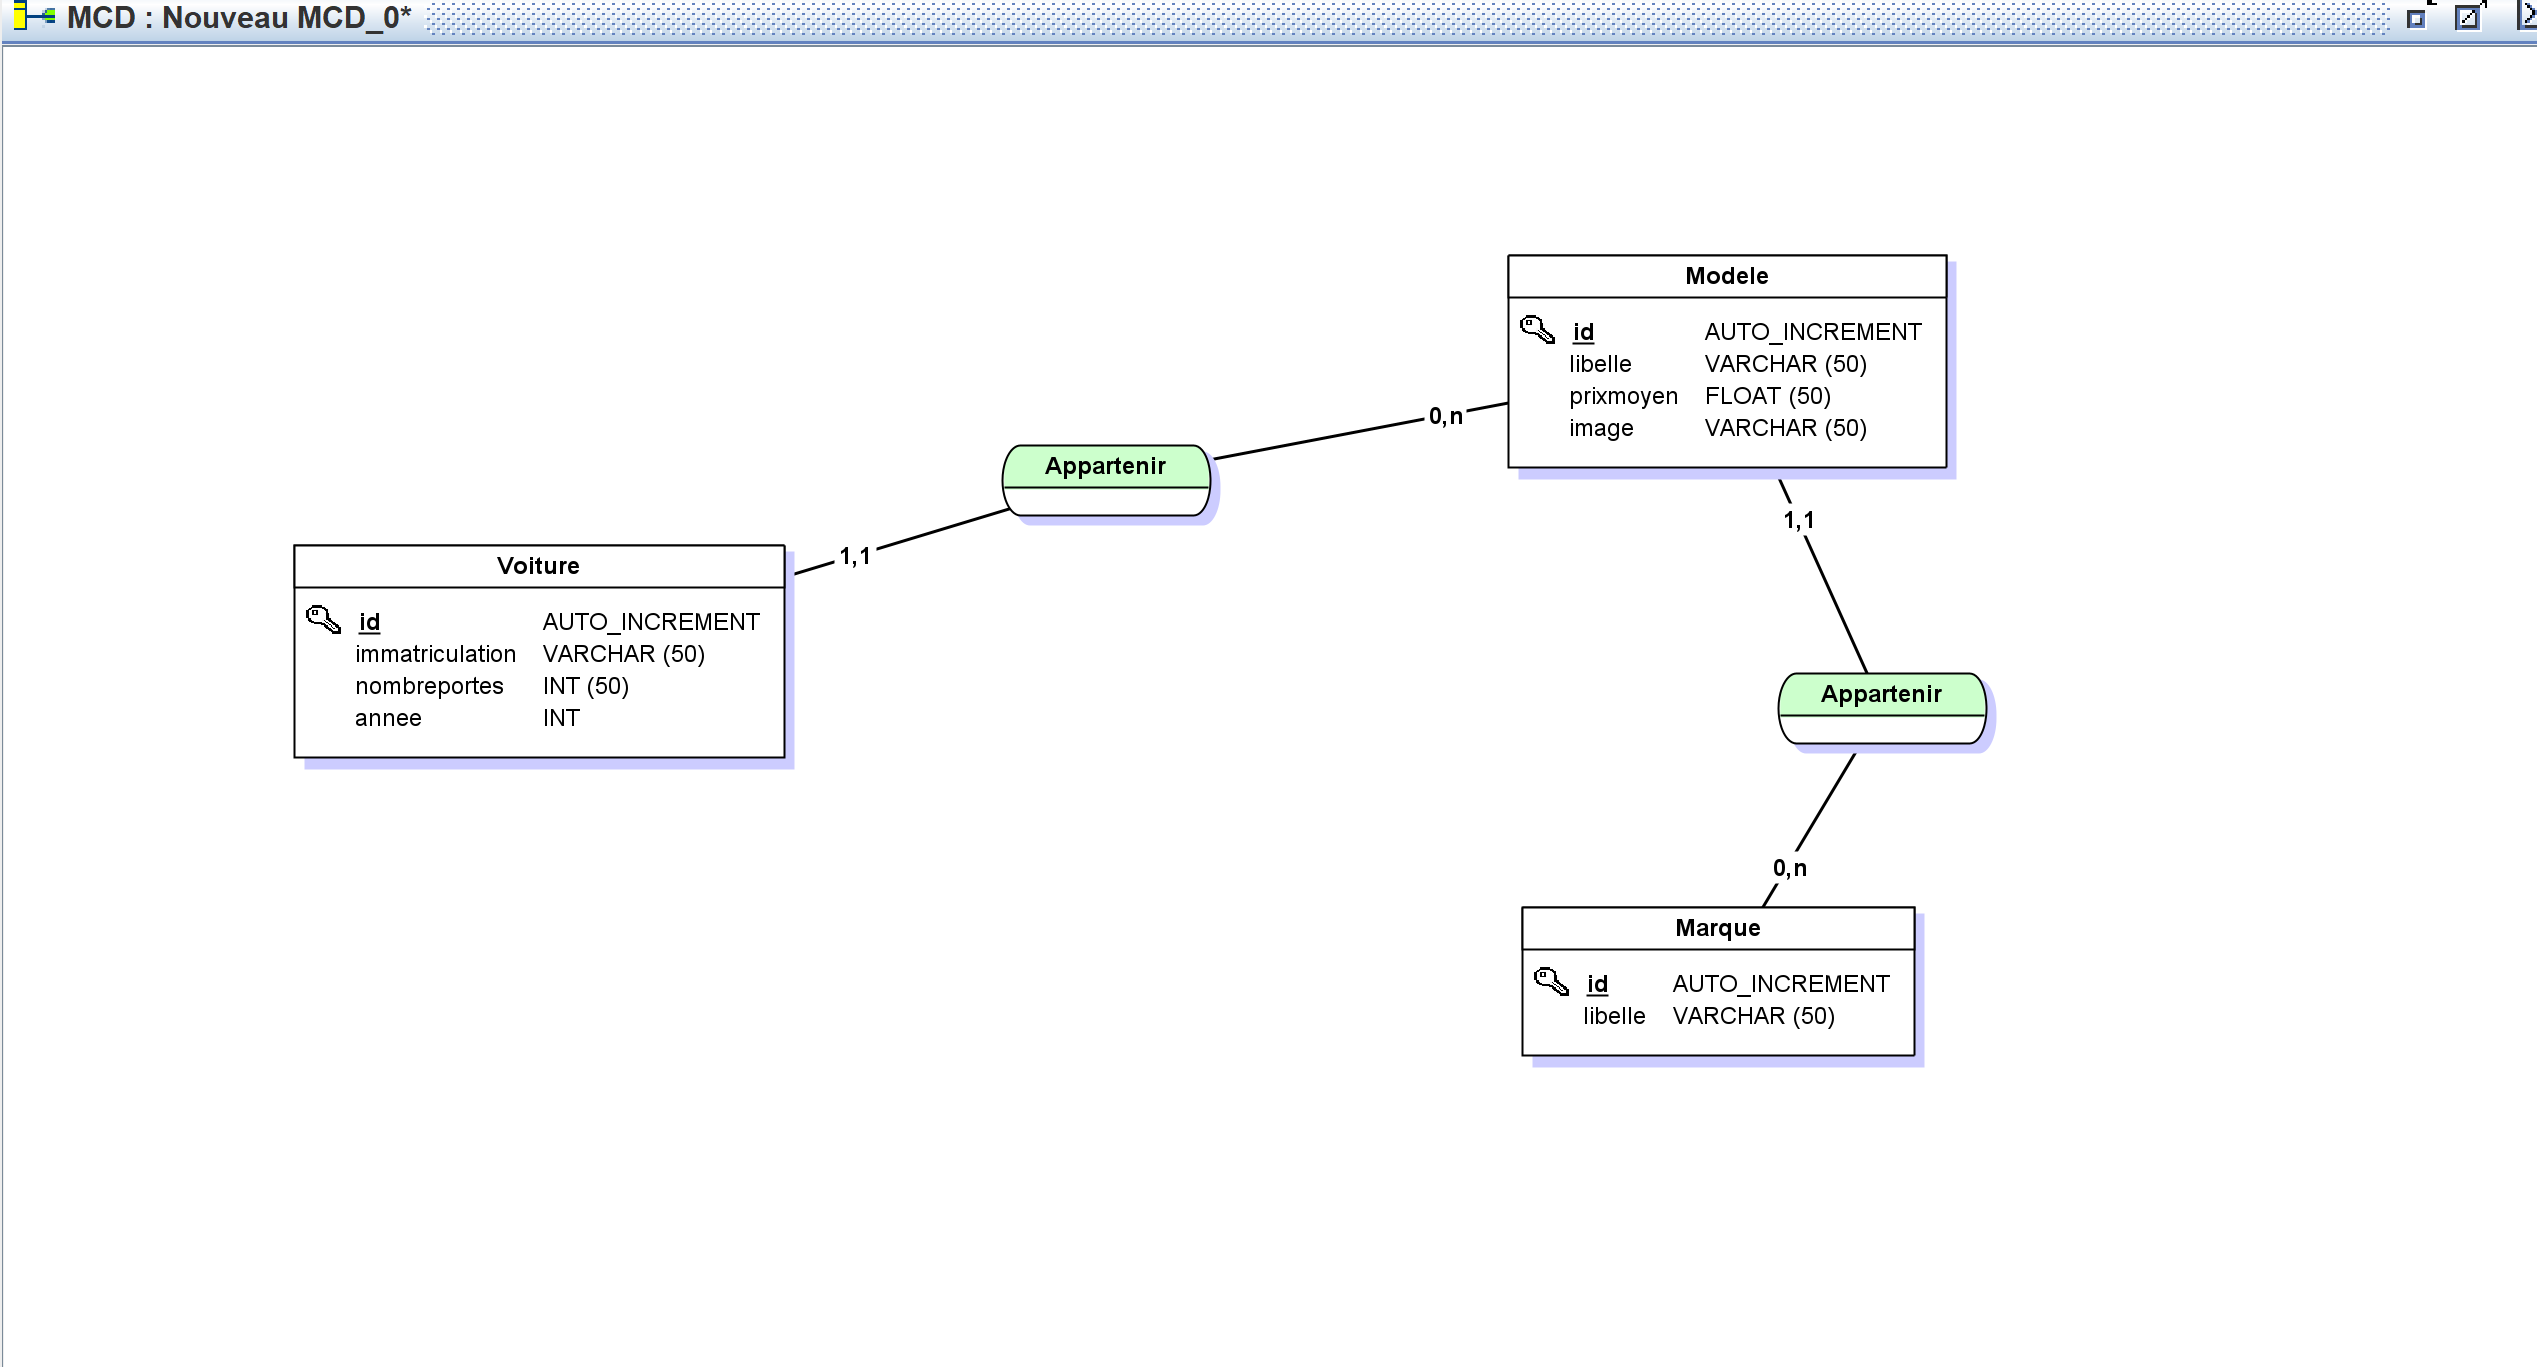 MCD : Nouveau MCD_0*
Modele
id AUTO_INCREMENT
libelle VARCHAR (50)
prixmoyen FLOAT (50)
image VARCHAR (50)
0,n
Appartenir
1,1
Voiture
id AUTO_INCREMENT
immatriculation VARCHAR (50)
nombreportes INT (50)
annee INT
1,1
Appartenir
0,n
Marque
id AUTO_INCREMENT
libelle VARCHAR (50)